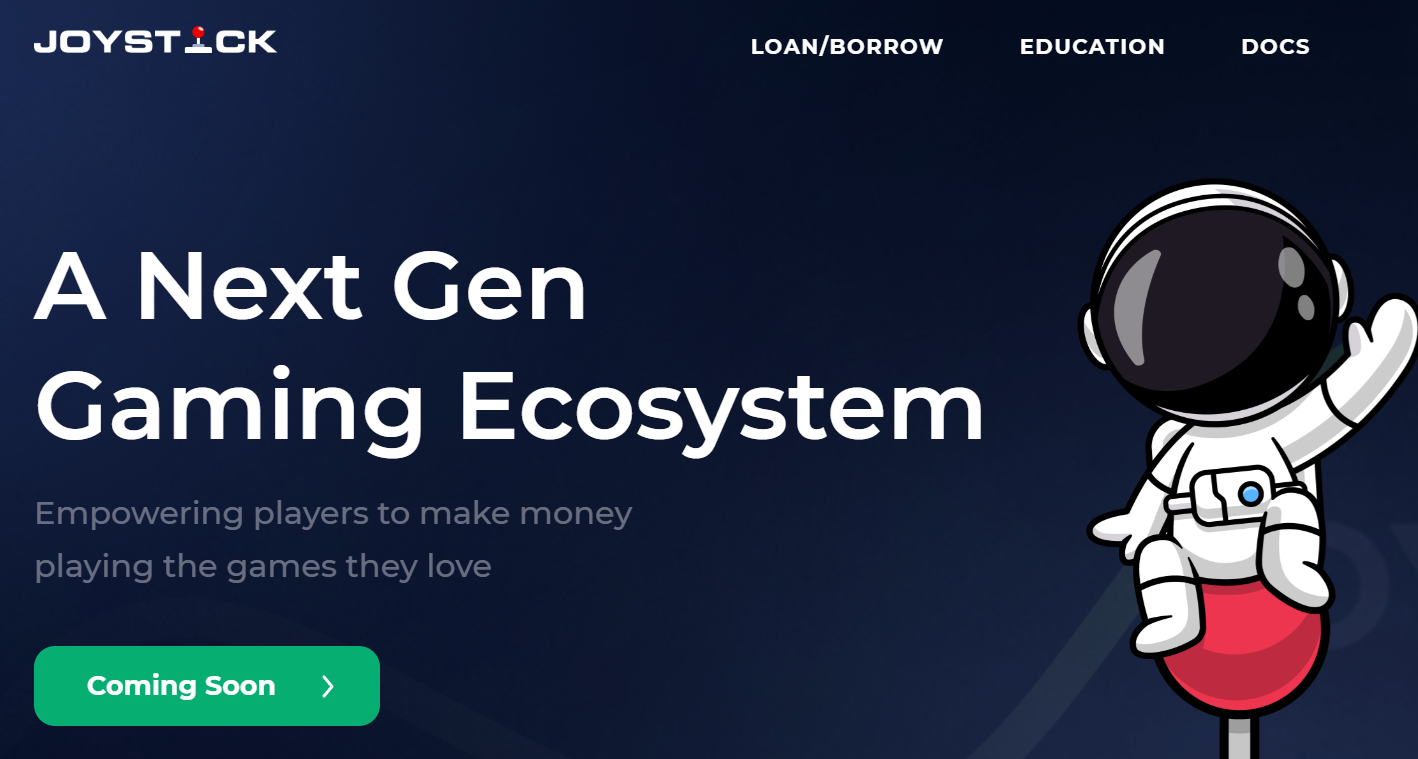 JOYSTICK
LOAN/BORROW EDUCATION DOCS
A Next Gen
Gaming Ecosystem
Empowering players to make money
playing the games they love
Coming Soon